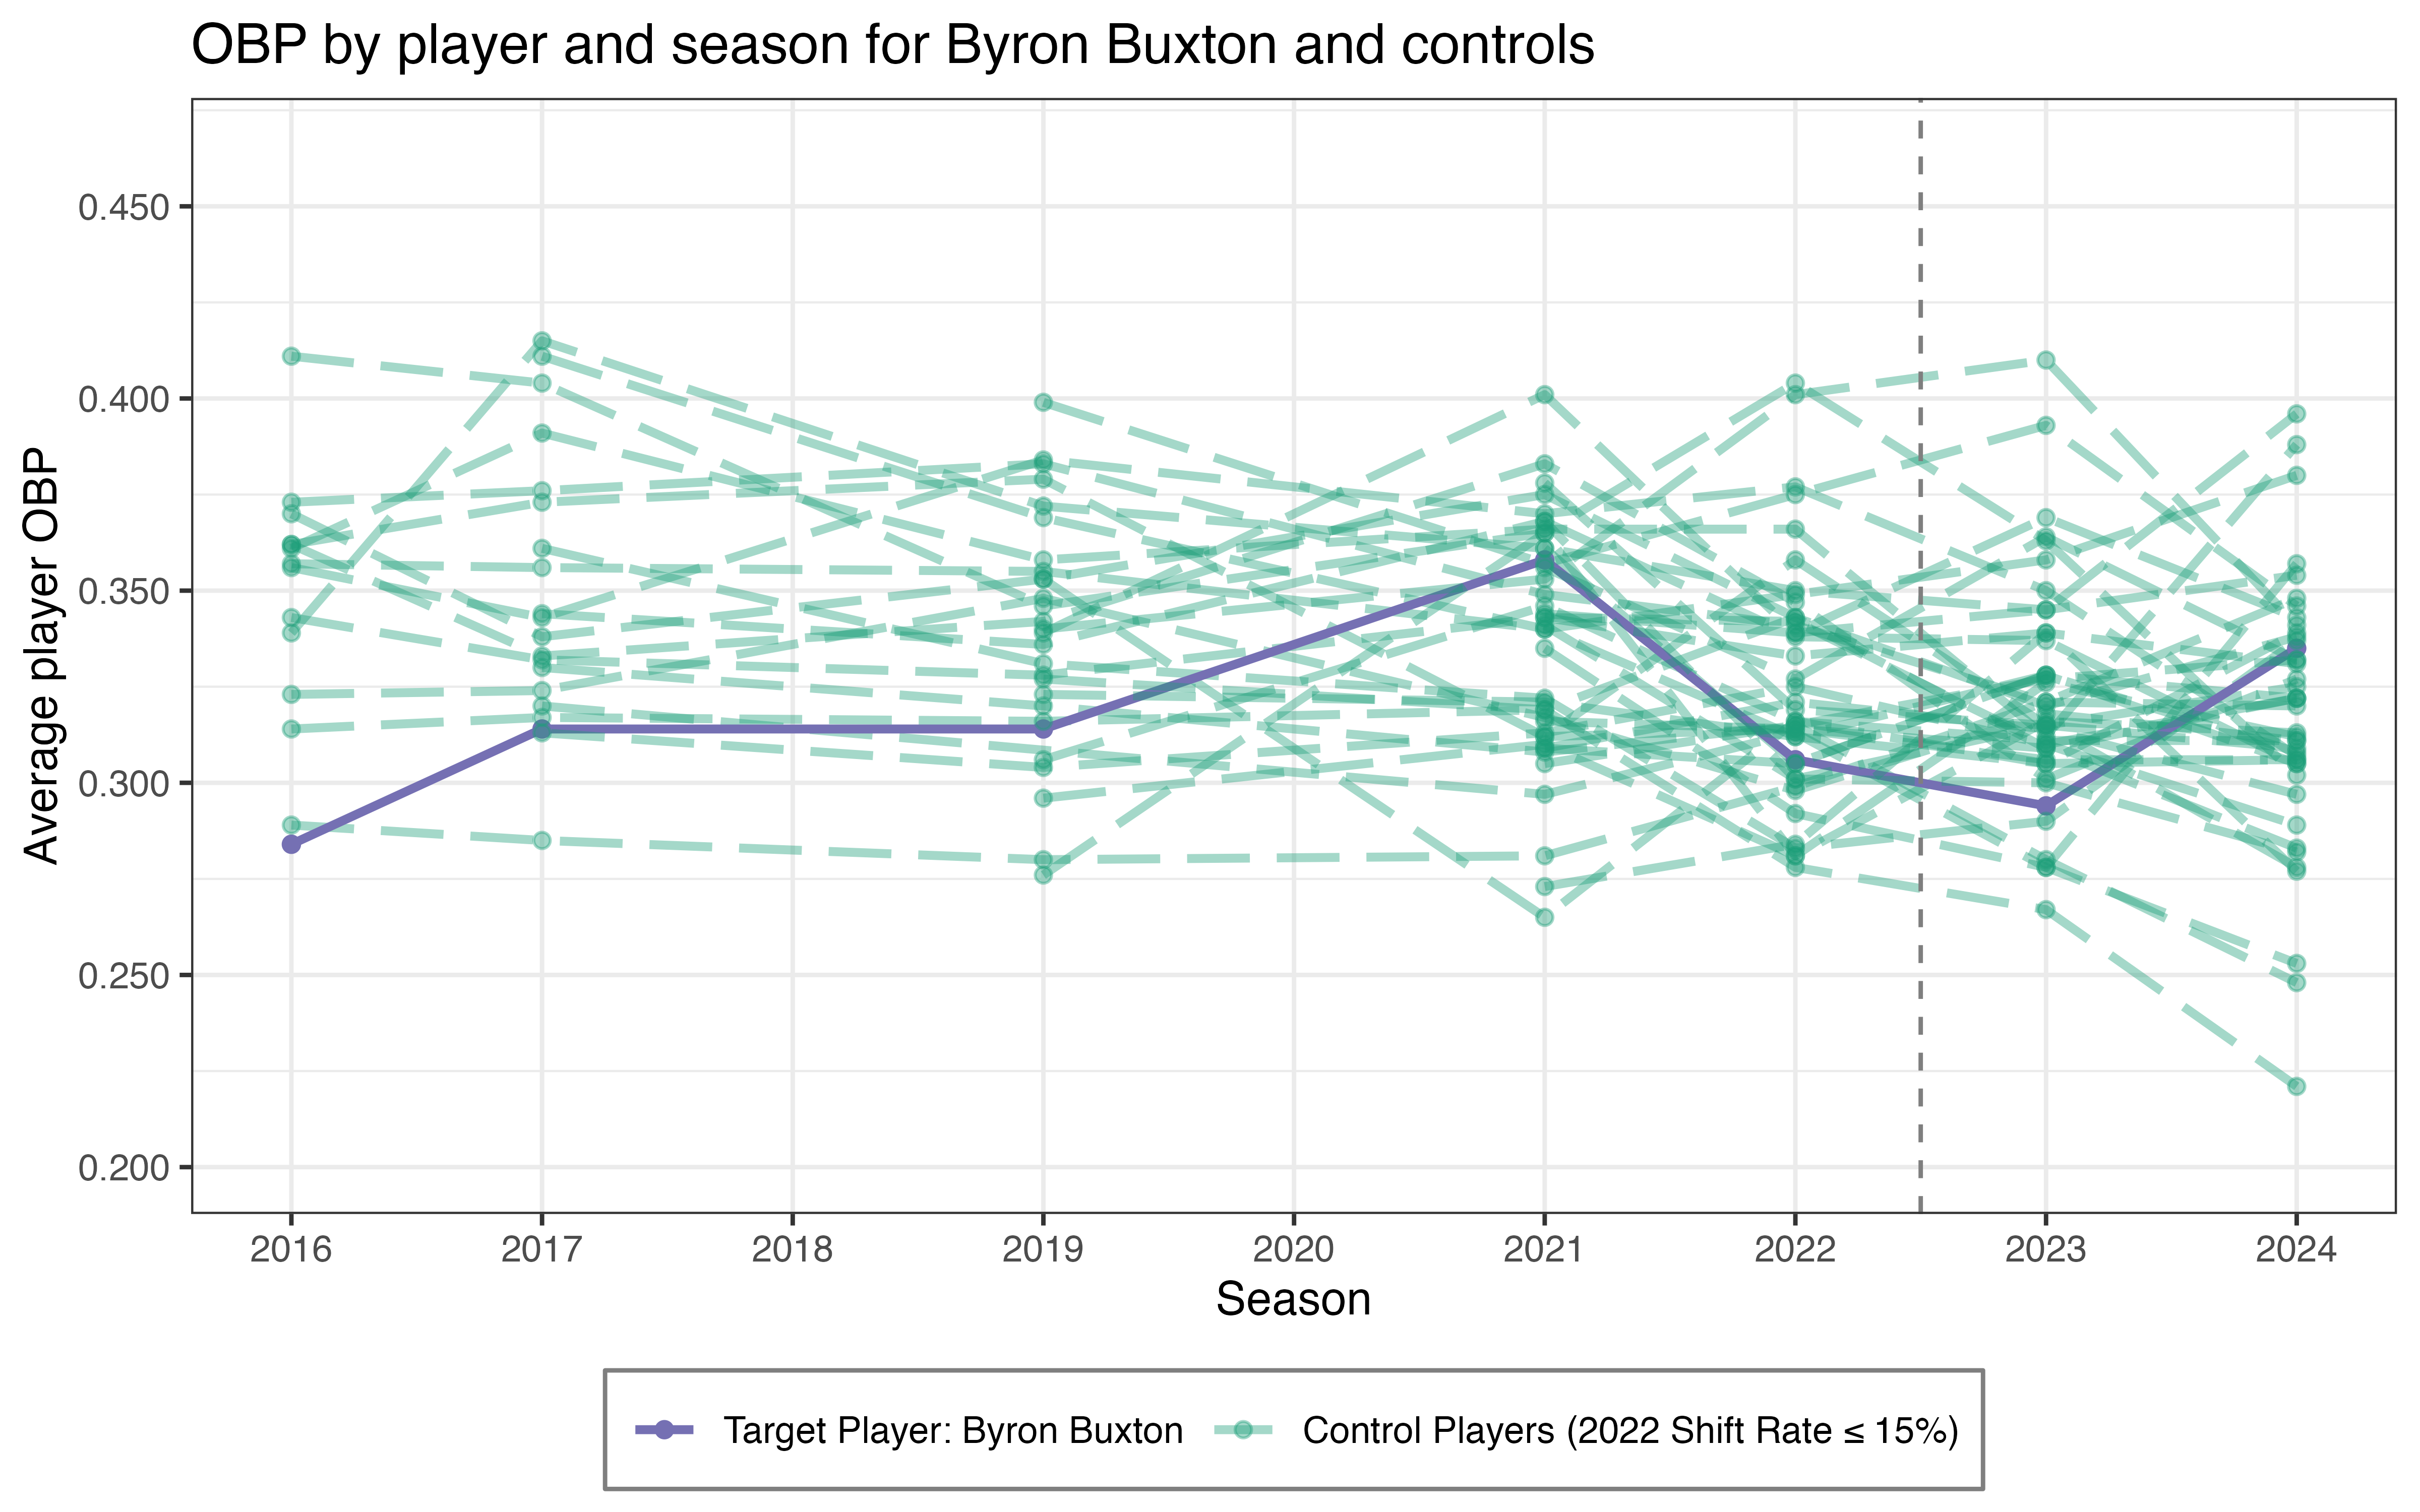 OBP by player and season for Byron Buxton and controls
Average player OBP
0.450
0.400
0.350
0.300
0.250
0.200
2016 2017 2018 2019 2020 2021 2022 2023 2024
Season
Target Player: Byron Buxton Control Players (2022 Shift Rate ≤ 15%)